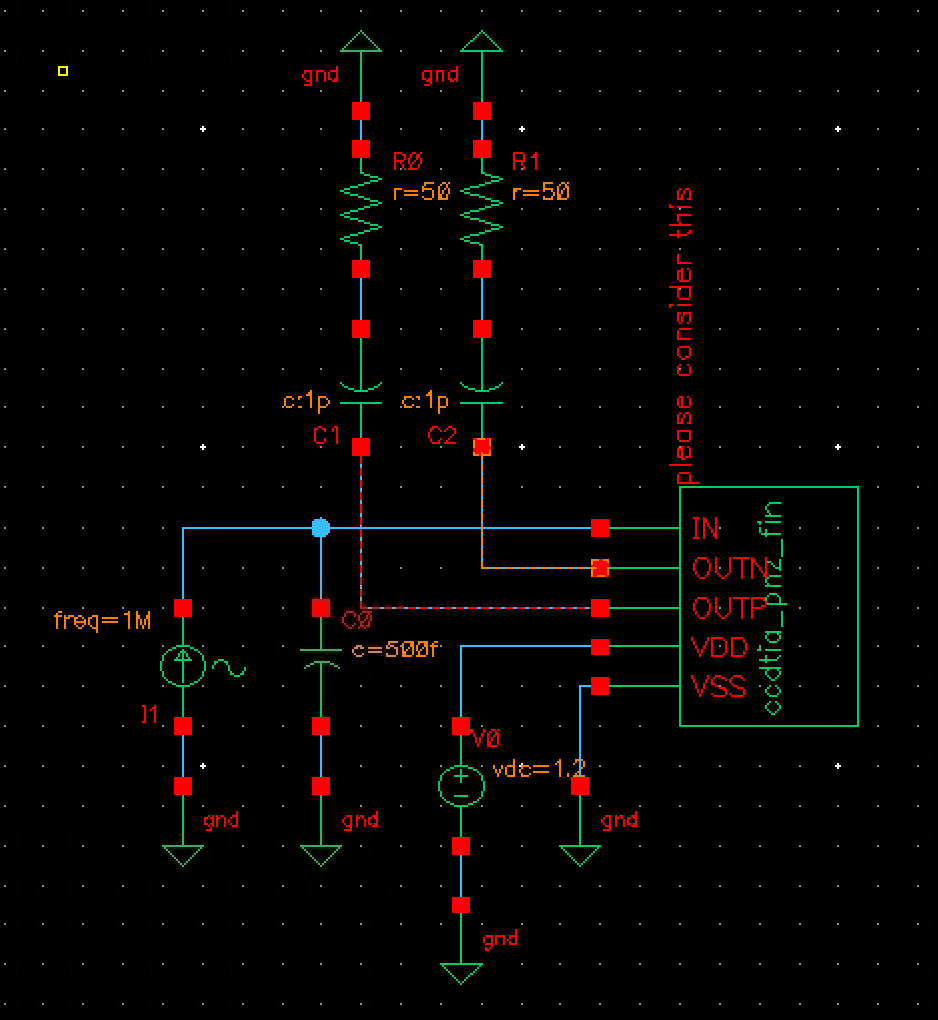 gnd
gnd
R0
r=50
R1
r=50
please consider this
c:1p
C1
c:1p
C2
IN
OUTN
OUTP
VDD
VSS
ccdtia_pnz_fin
freq=1M
I1
gnd
C0
c=500f
gnd
V0
vdc=1.2
gnd
gnd